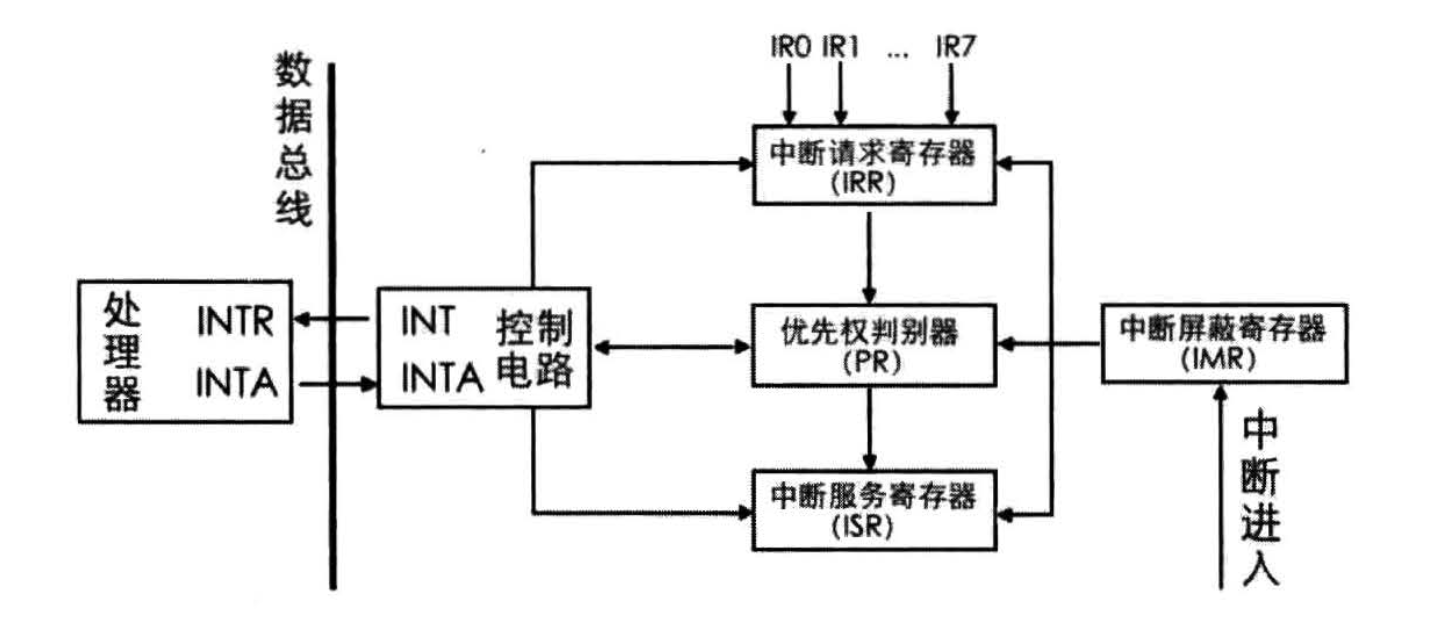 数据总线
IR0 IR1 ... IR7
中断请求寄存器
(IRR)
处理器
INTR
INTA
INT
INTA
控制
电路
优先权判别器
(PR)
中断屏蔽寄存器
(IMR)
中断服务寄存器
(ISR)
中断进入